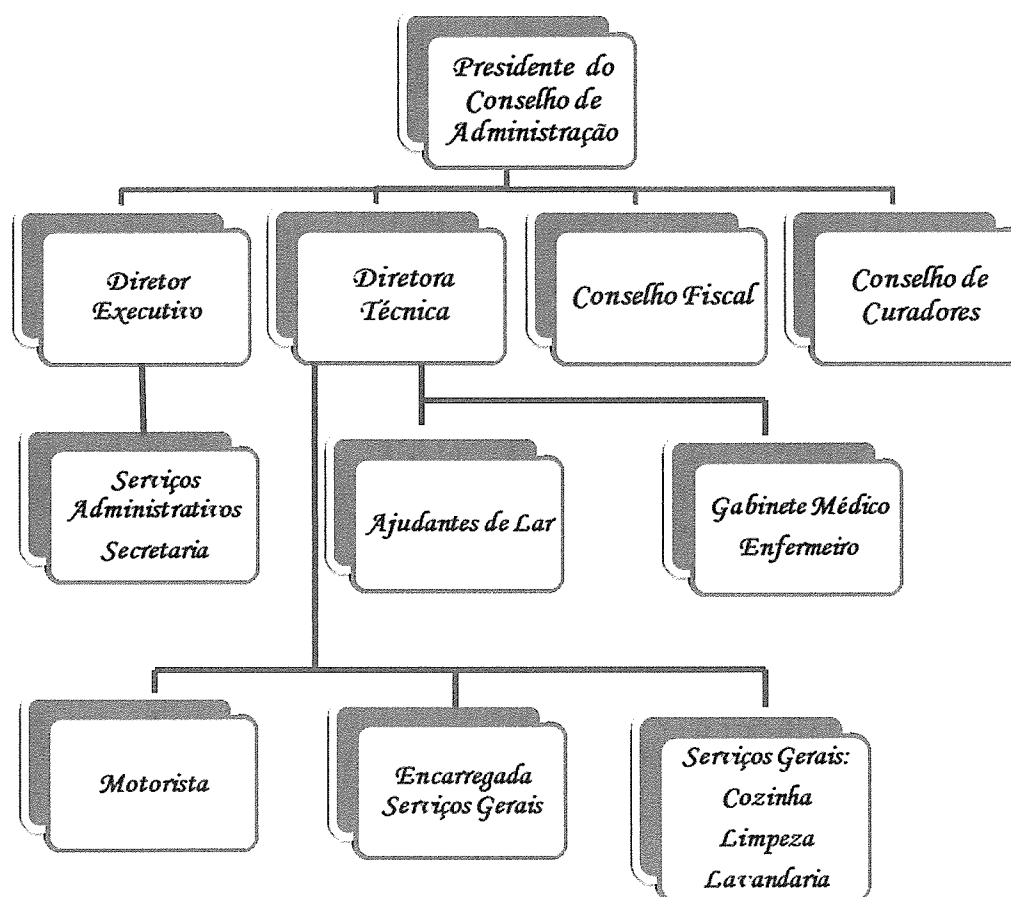 Presidente do
Conselho de
Administração
Diretor
Executivo
Diretora
Técnica
Conselho Fiscal
Conselho de
Curadores
Serviços
Administrativos
Secretaria
Ajudantes de Lar
Gabinete Médico
Enfermeiro
Motorista
Encarregada
Serviços Gerais
Serviços Gerais:
Cozinha
Limpeza
Lavandaria